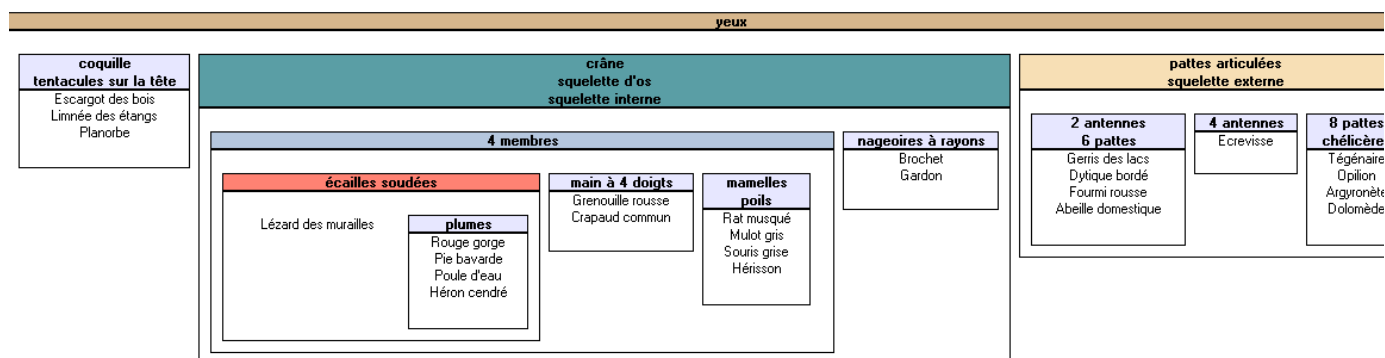 yeux
coquille
tentacules sur la tête
Escargot des bois
Limnée des étangs
Planorbe
crâne
squelette d'os
squelette interne
4 membres
écailles soudées
Lézard des murailles
plumes
Rouge gorge
Pie bavarde
Poule d'eau
Héron cendré
main à 4 doigts
Grenouille rousse
Crapaud commun
mamelles
poils
Rat musqué
Mulot gris
Souris grise
Hérisson
nageoires à rayons
Brochet
Gardon
pattes articulées
squelette externe
2 antennes
6 pattes
Gerris des lacs
Dytique bordé
Fourmi rousse
Abeille domestique
4 antennes
Ecrevisse
8 pattes
chélicère
Tégénaire
Opilion
Argyronète
Dolomède